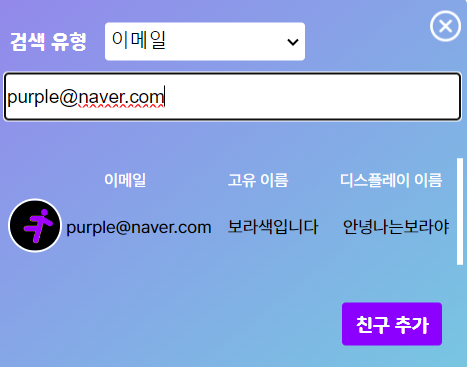 검색 유형 이메일
purple@naver.com
이메일 고유 이름 디스플레이 이름
purple@naver.com 보라색입니다 안녕나는보라야
친구 추가